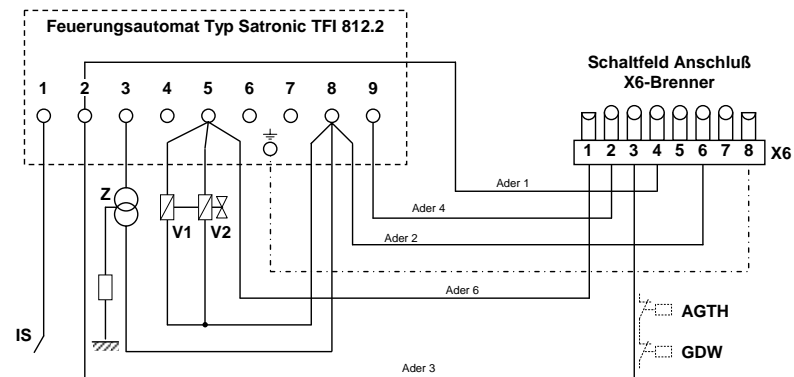 Feuerungsautomat Typ Satronic TFI 812.2
1 2 3 4 5 6 7 8 9
Schaltfeld Anschluß
X6-Brenner
1 2 3 4 5 6 7 8 X6
Ader 1
Z
Ader 4
V1 V2
Ader 2
Ader 6
AGTH
IS
GDW
Ader 3